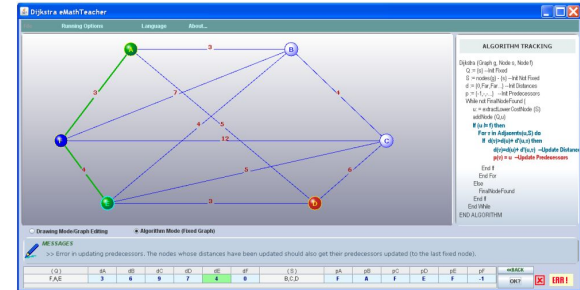 Dijkstra eMathTeacher
Running Options Language About...
ALGORITHM TRACKING
Dijkstra (Graph g, Node s, Node f)
Q := {s} --Init Fixed
S := nodes(g) - {s} --Init Not Fixed
d := (0,Far,Far...) --Init Distances
p := (-1,-,-...) --Init Predecessors
While not FinalNodeFound {
u: = extractLowerCostNode (S)
addNode (Q,u)
If (u != f) then
For v in Adjacents(u,S) do
If d(v)>d(u)+ d'(u,v) then
d(v)=d(u)+ d'(u,v) --Update Distance
p(v) = u --Update Predecessors
End If
End For
Else
FinalNodeFound
End If
End While
END ALGORITHM
A
B
C
D
E
F
3
3
7
4
4
5
12
4
5
6
3
Drawing Mode/Graph Editing Algorithm Mode (Fixed Graph)
MESSAGES
>> Error in updating predecessors. The nodes whose distances have been updated should also get their predecessors updated (to the last fixed node).
( Q ) dA dB dC dD dE dF ( S ) pA pB pC pD pE pF <<BACK
F,A,E 3 6 9 7 4 0 B,C,D F A F E F -1 OK? ERR!